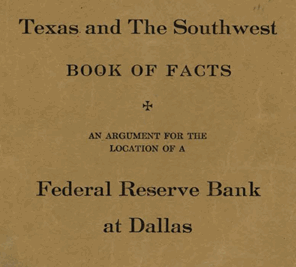 Texas and The Southwest
BOOK OF FACTS
✠
AN ARGUMENT FOR THE
LOCATION OF A
Federal Reserve Bank
at Dallas